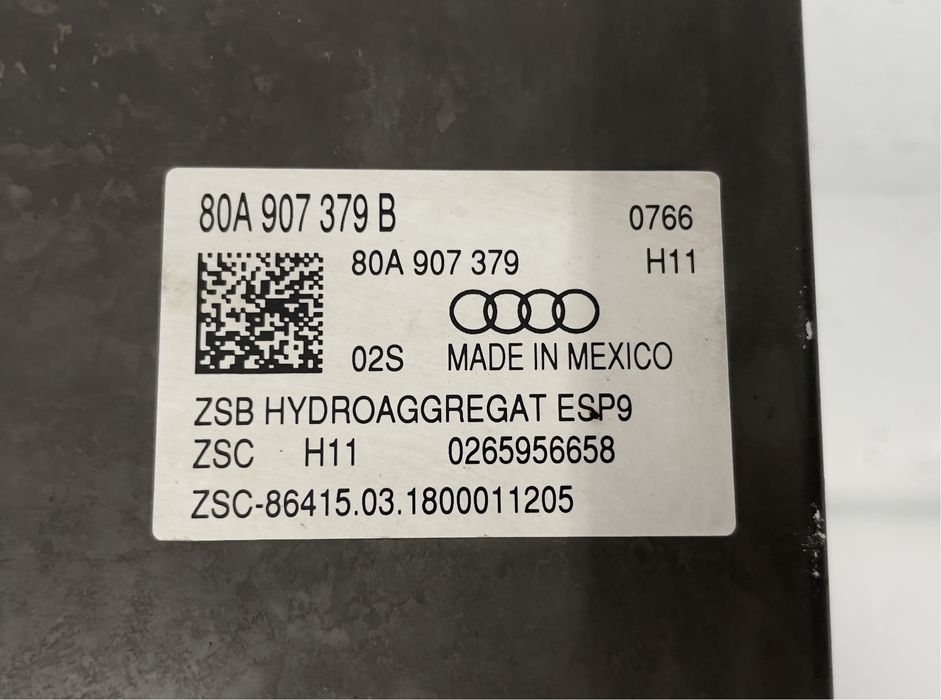 80A 907 379 B 0766
80A 907 379 H11
02S MADE IN MEXICO
ZSB HYDROAGGREGAT ESP9
ZSC H11 0265956658
ZSC-86415.03.1800011205